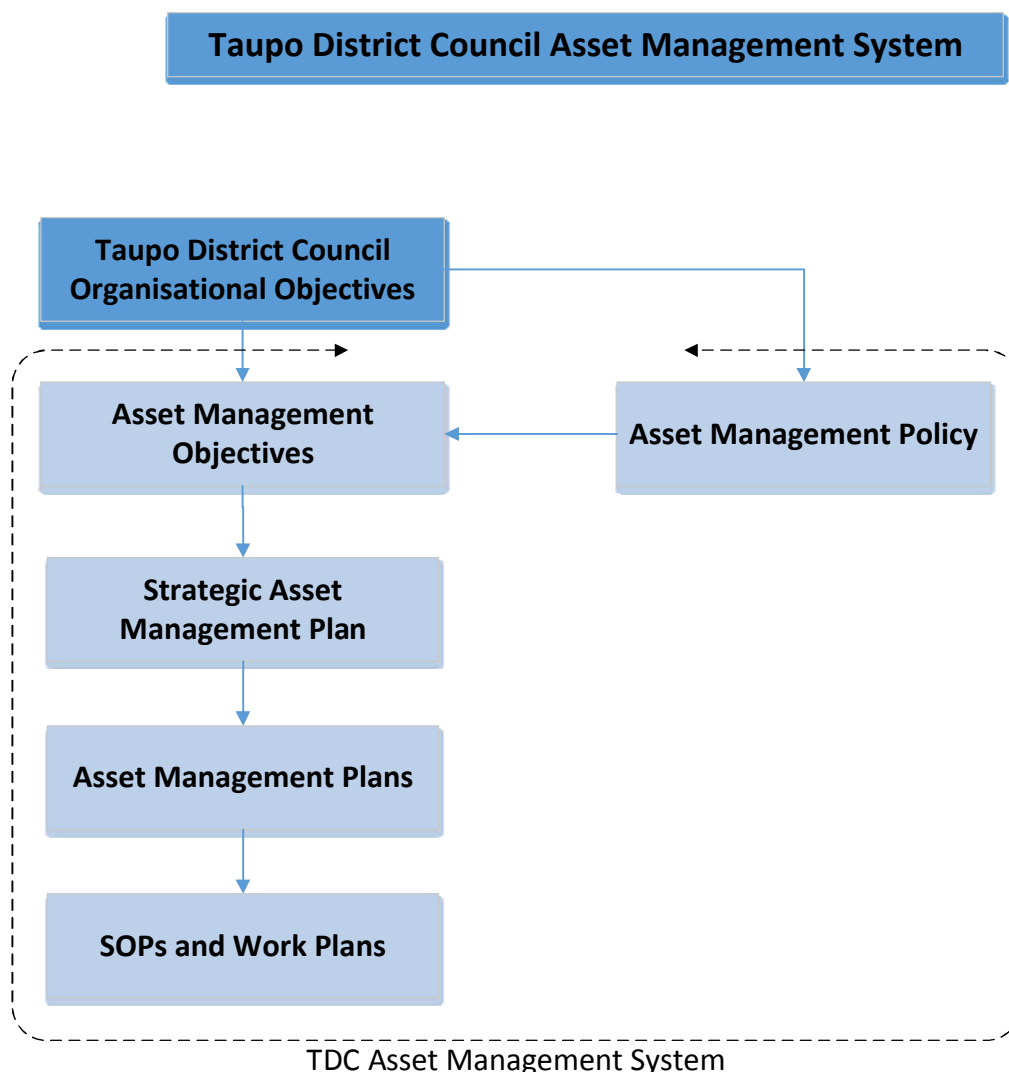 Taupo District Council Asset Management System
Taupo District Council
Organisational Objectives
Asset Management
Objectives
Asset Management Policy
Strategic Asset
Management Plan
Asset Management Plans
SOPs and Work Plans
TDC Asset Management System